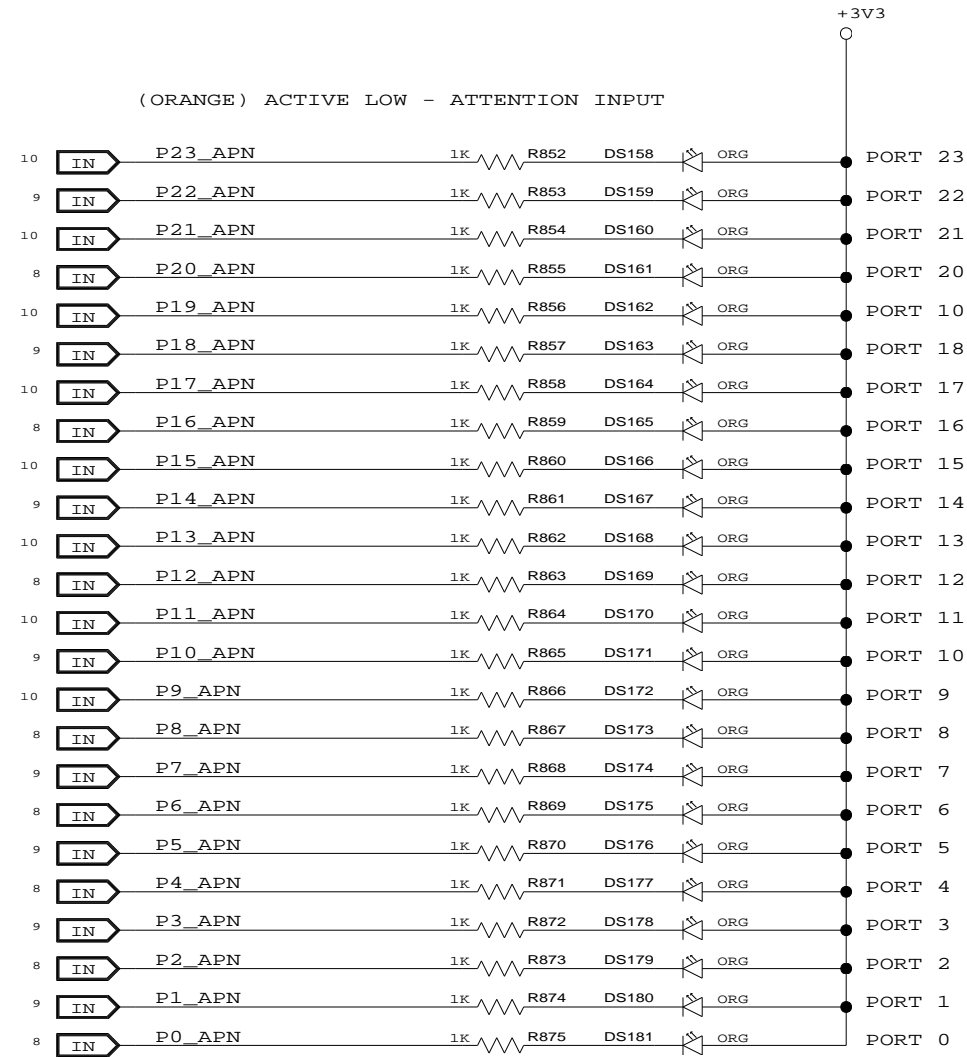 +3V3
(ORANGE) ACTIVE LOW - ATTENTION INPUT
10 IN P23_APN 1K R852 DS158 ORG PORT 23
9 IN P22_APN 1K R853 DS159 ORG PORT 22
10 IN P21_APN 1K R854 DS160 ORG PORT 21
8 IN P20_APN 1K R855 DS161 ORG PORT 20
10 IN P19_APN 1K R856 DS162 ORG PORT 10
9 IN P18_APN 1K R857 DS163 ORG PORT 18
10 IN P17_APN 1K R858 DS164 ORG PORT 17
8 IN P16_APN 1K R859 DS165 ORG PORT 16
10 IN P15_APN 1K R860 DS166 ORG PORT 15
9 IN P14_APN 1K R861 DS167 ORG PORT 14
10 IN P13_APN 1K R862 DS168 ORG PORT 13
8 IN P12_APN 1K R863 DS169 ORG PORT 12
10 IN P11_APN 1K R864 DS170 ORG PORT 11
9 IN P10_APN 1K R865 DS171 ORG PORT 10
10 IN P9_APN 1K R866 DS172 ORG PORT 9
8 IN P8_APN 1K R867 DS173 ORG PORT 8
9 IN P7_APN 1K R868 DS174 ORG PORT 7
8 IN P6_APN 1K R869 DS175 ORG PORT 6
9 IN P5_APN 1K R870 DS176 ORG PORT 5
8 IN P4_APN 1K R871 DS177 ORG PORT 4
9 IN P3_APN 1K R872 DS178 ORG PORT 3
8 IN P2_APN 1K R873 DS179 ORG PORT 2
9 IN P1_APN 1K R874 DS180 ORG PORT 1
8 IN P0_APN 1K R875 DS181 ORG PORT 0